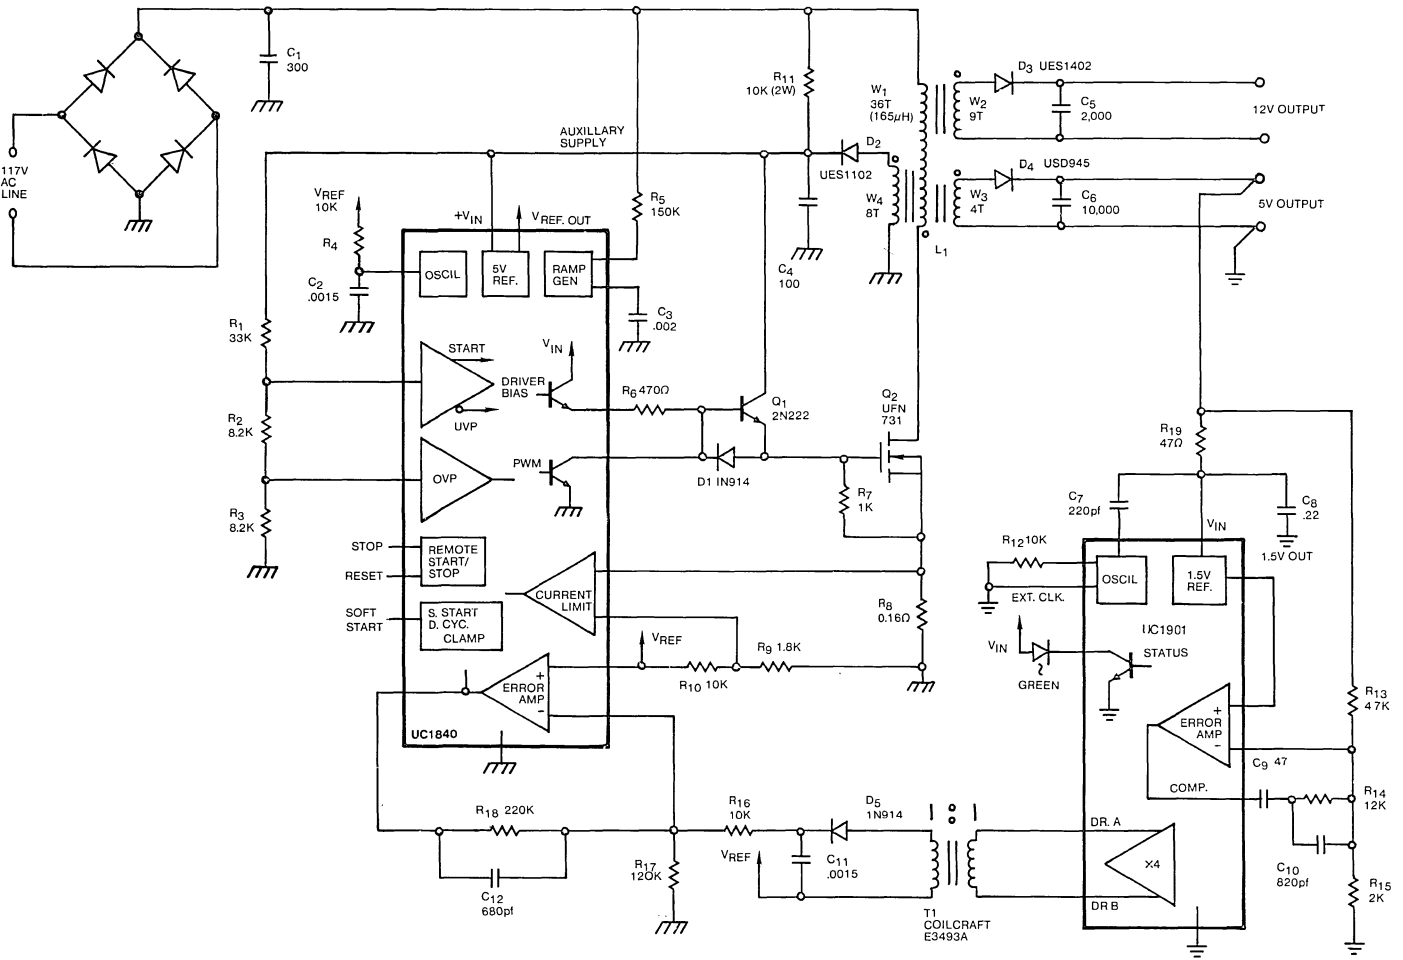 C1
300
R11
10K (2W)
W1
36T
(165µH)
D3 UES1402
W2
9T
C5
2,000
12V OUTPUT
AUXILLARY
SUPPLY
D2
UES1102
D4 USD945
117V
AC
LINE
VREF
10K
R4
+VIN
VREF. OUT
R5
150K
W4
8T
W3
4T
C6
10,000
5V OUTPUT
L1
OSCIL
5V
REF.
RAMP
GEN
C2
.0015
C4
100
C3
.002
R1
33K
START
VIN
DRIVER
BIAS
R6 470Ω
Q1
2N222
Q2
UFN
731
R2
8.2K
UVP
R19
47Ω
OVP
PWM
D1 IN914
R7
1K
C7
220pf
C8
.22
VIN
R3
8.2K
1.5V OUT
STOP
RESET
REMOTE
START/
STOP
R12 10K
OSCIL
1.5V
REF.
EXT. CLK.
CURRENT
LIMIT
R8
0.16Ω
SOFT
START
S. START
D. CYC.
CLAMP
UC1901
VREF
R9 1.8K
VIN
STATUS
GREEN
+
ERROR
AMP
-
R10 10K
R13
47K
+
ERROR
AMP
-
UC1840
C9 47
COMP.
R14
12K
R18 220K
R16
10K
D5
1N914
DR. A
VREF
C11
.0015
R17
120K
X4
C10
820pf
R15
2K
C12
680pf
DR B
T1
COILCRAFT
E3493A